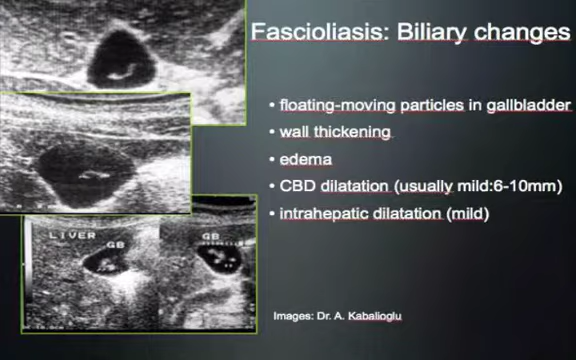 Fascioliasis: Biliary changes
• floating-moving particles in gallbladder
• wall thickening
• edema
• CBD dilatation (usually mild:6-10mm)
• intrahepatic dilatation (mild)
LIVER
GB
GB
Images: Dr. A. Kabalioglu